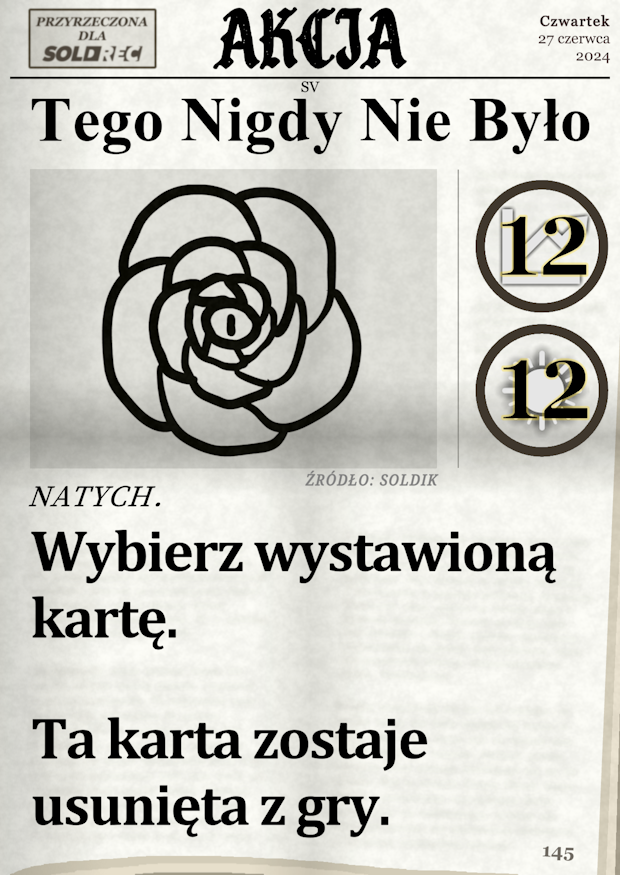 PRZYRZECZONA
DLA
SOLDREC
AKCJA
Czwartek
27 czerwca
2024
SV
Tego Nigdy Nie Było
12
12
ŹRÓDŁO: SOLDIK
NATYCH.
Wybierz wystawioną
kartę.
Ta karta zostaje
usunięta z gry.
145